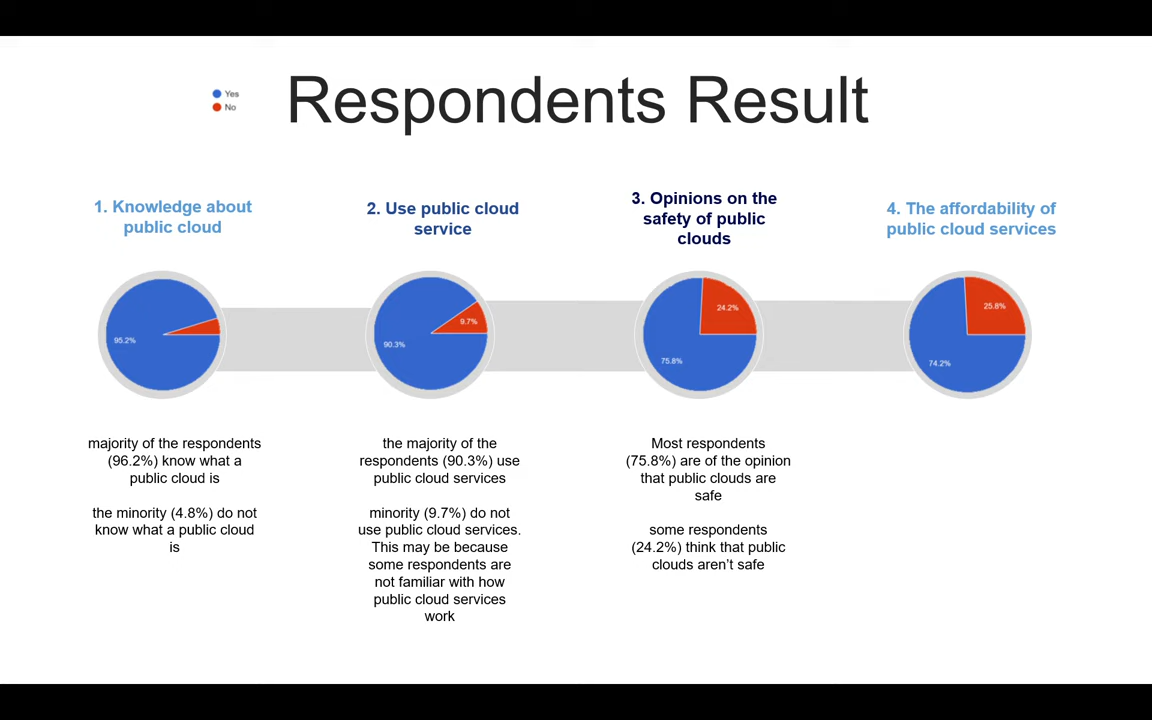 Yes
No
Respondents Result
1. Knowledge about
public cloud
2. Use public cloud
service
3. Opinions on the
safety of public
clouds
4. The affordability of
public cloud services
95.2%
9.7%
90.3%
24.2%
75.8%
25.8%
74.2%
majority of the respondents
(96.2%) know what a
public cloud is
the minority (4.8%) do not
know what a public cloud
is
the majority of the
respondents (90.3%) use
public cloud services
minority (9.7%) do not
use public cloud services.
This may be because
some respondents are
not familiar with how
public cloud services
work
Most respondents
(75.8%) are of the opinion
that public clouds are
safe
some respondents
(24.2%) think that public
clouds aren't safe